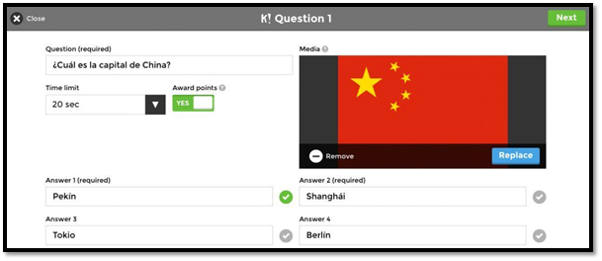 Close
K! Question 1
Next
Question (required)
¿Cuál es la capital de China?
Time limit
20 sec
Award points
YES
Media
Remove
Replace
Answer 1 (required)
Pekín
Answer 2 (required)
Shanghái
Answer 3
Tokio
Answer 4
Berlín